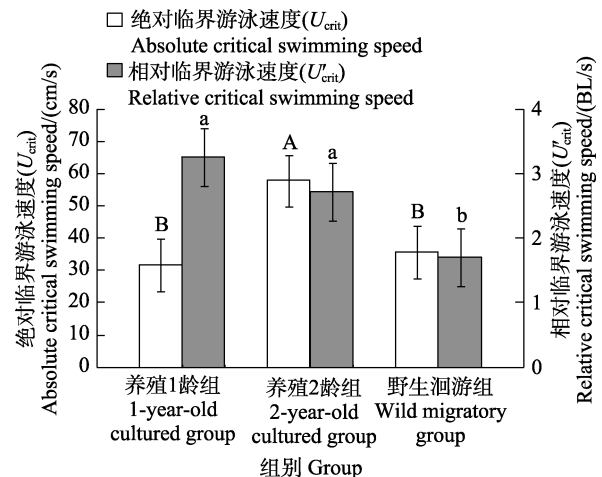 绝对临界游泳速度(Ucrit)
Absolute critical swimming speed
相对临界游泳速度(U′crit)
Relative critical swimming speed
绝对临界游泳速度(Ucrit)
Absolute critical swimming speed/(cm/s)
80
70
60
50
40
30
20
10
0
B
a
A
a
B
b
4
3
2
1
0
相对临界游泳速度(U′crit)
Relative critical swimming speed/(BL/s)
养殖1龄组
1-year-old
cultured group
养殖2龄组
2-year-old
cultured group
野生洄游组
Wild migratory
group
组别 Group